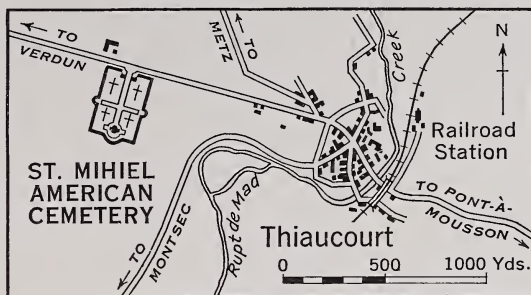 TO
VERDUN
TO
METZ
Creek
N
Railroad
Station
ST. MIHIEL
AMERICAN
CEMETERY
TO PONT-À-
MOUSSON
TO
MONTSEC
Rupt de Mad
Thiaucourt
0 500 1000 Yds.